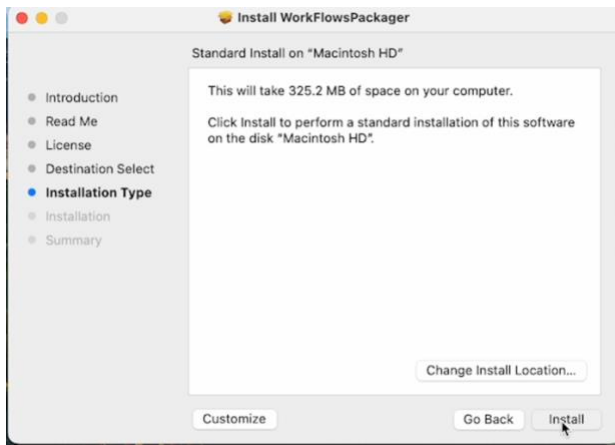 Install WorkFlowsPackager
Standard Install on "Macintosh HD"
Introduction
Read Me
License
Destination Select
Installation Type
Installation
Summary
This will take 325.2 MB of space on your computer.
Click Install to perform a standard installation of this software
on the disk "Macintosh HD".
Change Install Location...
Customize
Go Back
Install